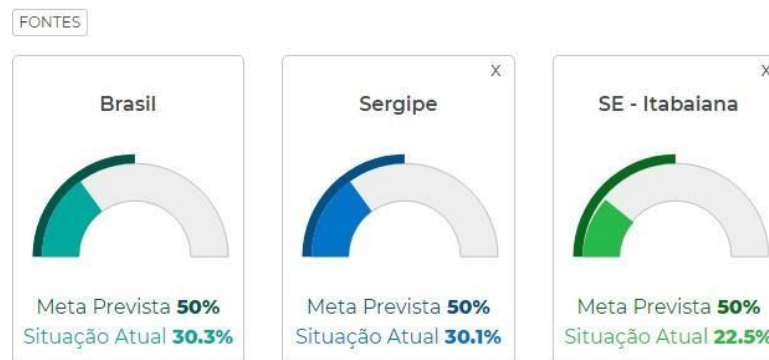 FONTES
Brasil
Meta Prevista 50%
Situação Atual 30.3%
X
Sergipe
Meta Prevista 50%
Situação Atual 30.1%
X
SE - Itabaiana
Meta Prevista 50%
Situação Atual 22.5%